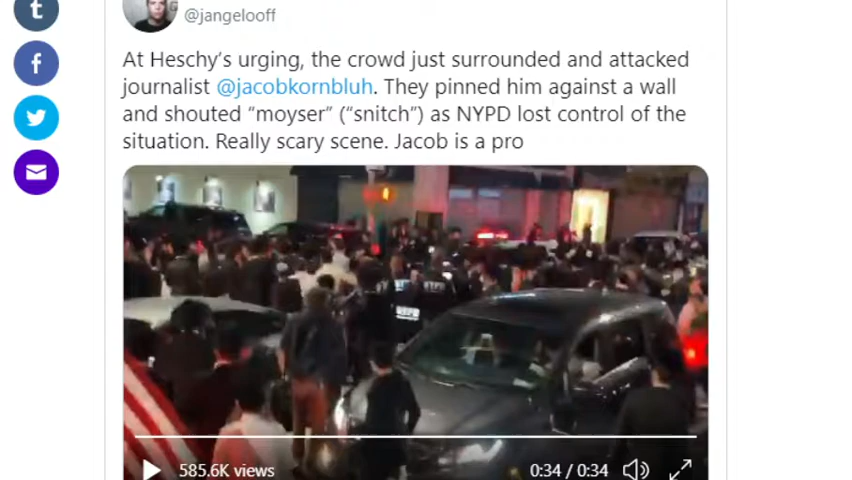 @jangelooff
At Heschy's urging, the crowd just surrounded and attacked
journalist @jacobkornbluh. They pinned him against a wall
and shouted “moyser” (“snitch”) as NYPD lost control of the
situation. Really scary scene. Jacob is a pro
NYPD
NYPD
585.6K views
0:34 / 0:34